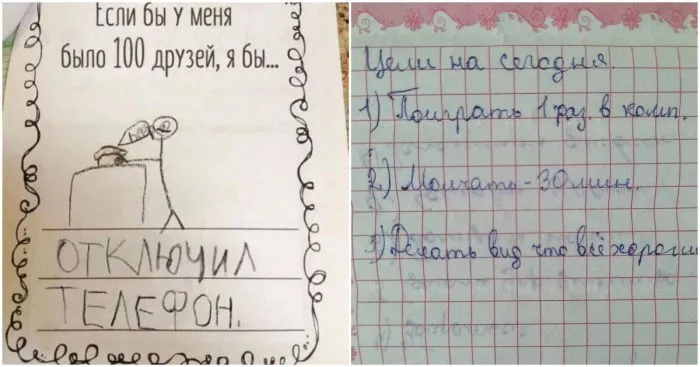 Если бы у меня
было 100 друзей, я бы...
ОТКЛЮЧИЛ
ТЕЛЕФОН.
Цели на сегодня.
1) Поиграть 1 раз. в комп.
2) Молчать - 30 мин.
3) Делать вид что всё хорошо